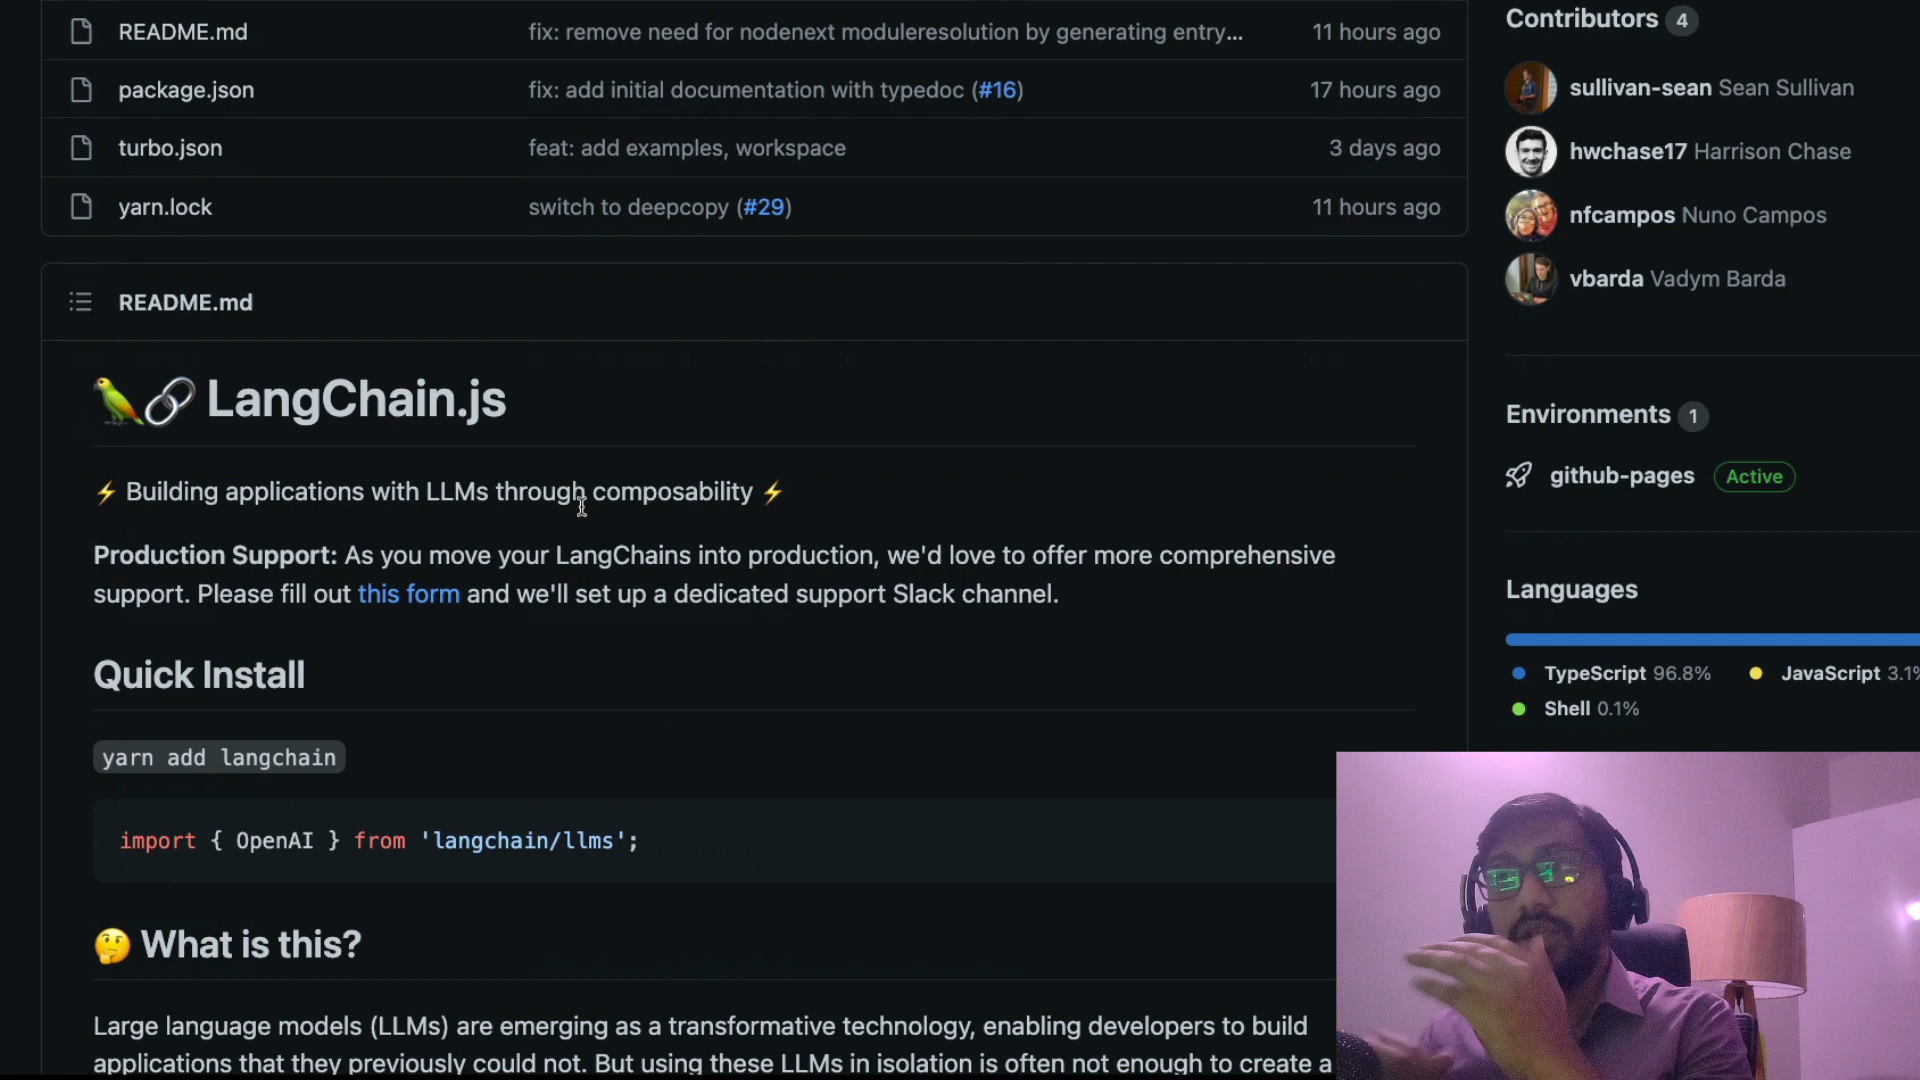 README.md fix: remove need for nodenext moduleresolution by generating entry... 11 hours ago
package.json fix: add initial documentation with typedoc (#16) 17 hours ago
turbo.json feat: add examples, workspace 3 days ago
yarn.lock switch to deepcopy (#29) 11 hours ago
README.md
LangChain.js
⚡ Building applications with LLMs through composability ⚡
Production Support: As you move your LangChains into production, we'd love to offer more comprehensive
support. Please fill out this form and we'll set up a dedicated support Slack channel.
Quick Install
yarn add langchain
import { OpenAI } from 'langchain/llms';
🤔 What is this?
Large language models (LLMs) are emerging as a transformative technology, enabling developers to build
applications that they previously could not. But using these LLMs in isolation is often not enough to create a
Contributors 4
sullivan-sean Sean Sullivan
hwchase17 Harrison Chase
nfcampos Nuno Campos
vbarda Vadym Barda
Environments 1
github-pages Active
Languages
TypeScript 96.8% JavaScript 3.1%
Shell 0.1%